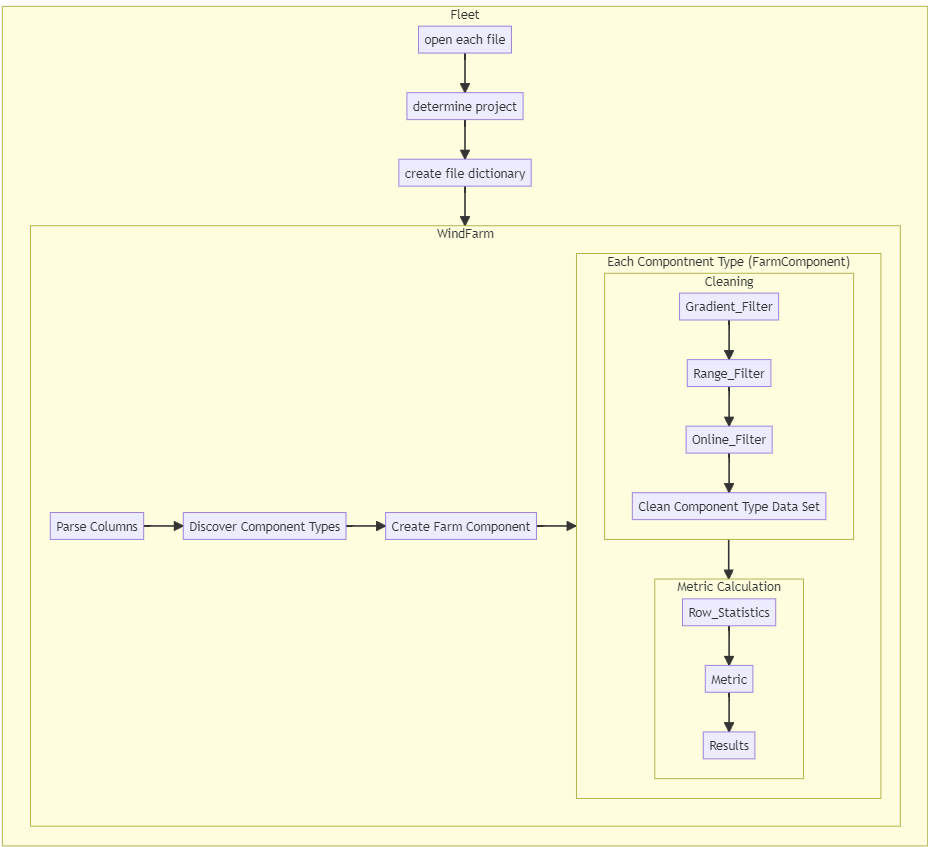 Fleet
open each file
determine project
create file dictionary
WindFarm
Parse Columns
Discover Component Types
Create Farm Component
Each Compontnent Type (FarmComponent)
Cleaning
Gradient_Filter
Range_Filter
Online_Filter
Clean Component Type Data Set
Metric Calculation
Row_Statistics
Metric
Results